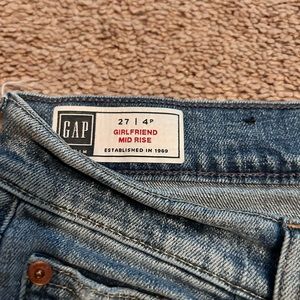 GAP
27 | 4P
GIRLFRIEND
MID RISE
ESTABLISHED IN 1969